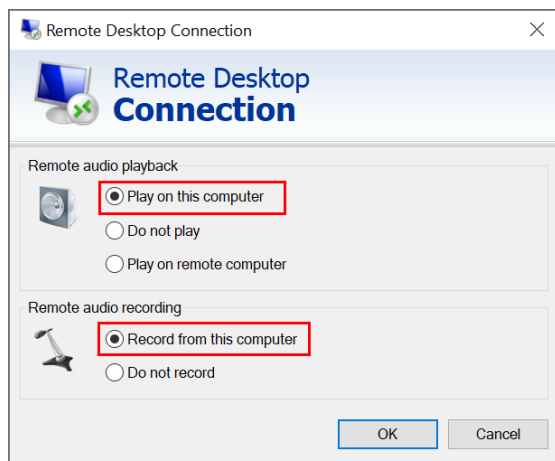 Remote Desktop Connection
Remote Desktop
Connection
Remote audio playback
Play on this computer
Do not play
Play on remote computer
Remote audio recording
Record from this computer
Do not record
OK Cancel